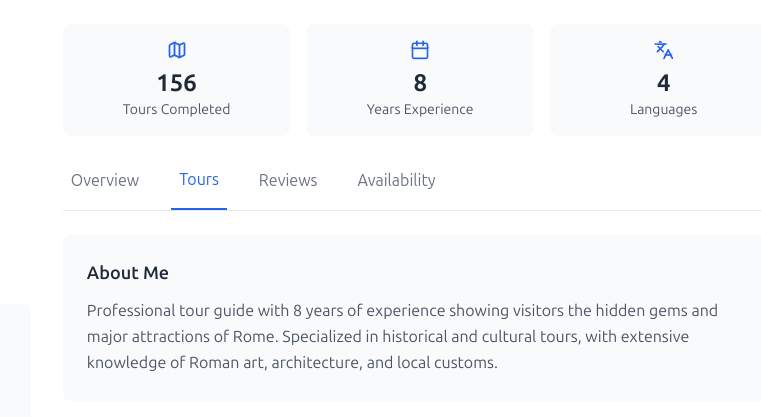 156
Tours Completed
8
Years Experience
4
Languages
Overview
Tours
Reviews
Availability
About Me
Professional tour guide with 8 years of experience showing visitors the hidden gems and
major attractions of Rome. Specialized in historical and cultural tours, with extensive
knowledge of Roman art, architecture, and local customs.